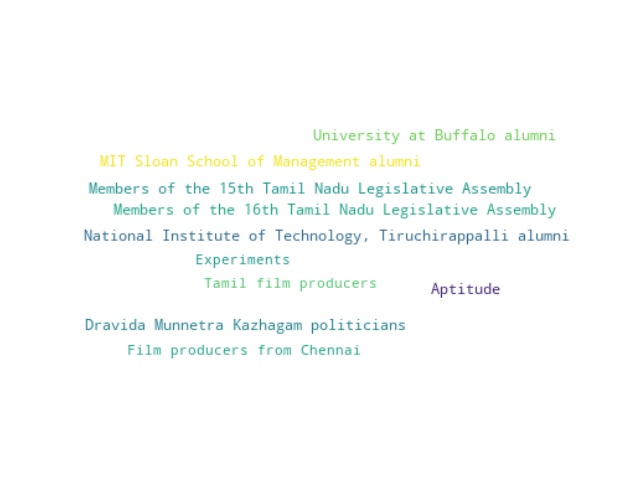 University at Buffalo alumni
MIT Sloan School of Management alumni
Members of the 15th Tamil Nadu Legislative Assembly
Members of the 16th Tamil Nadu Legislative Assembly
National Institute of Technology, Tiruchirappalli alumni
Experiments
Tamil film producers
Aptitude
Dravida Munnetra Kazhagam politicians
Film producers from Chennai